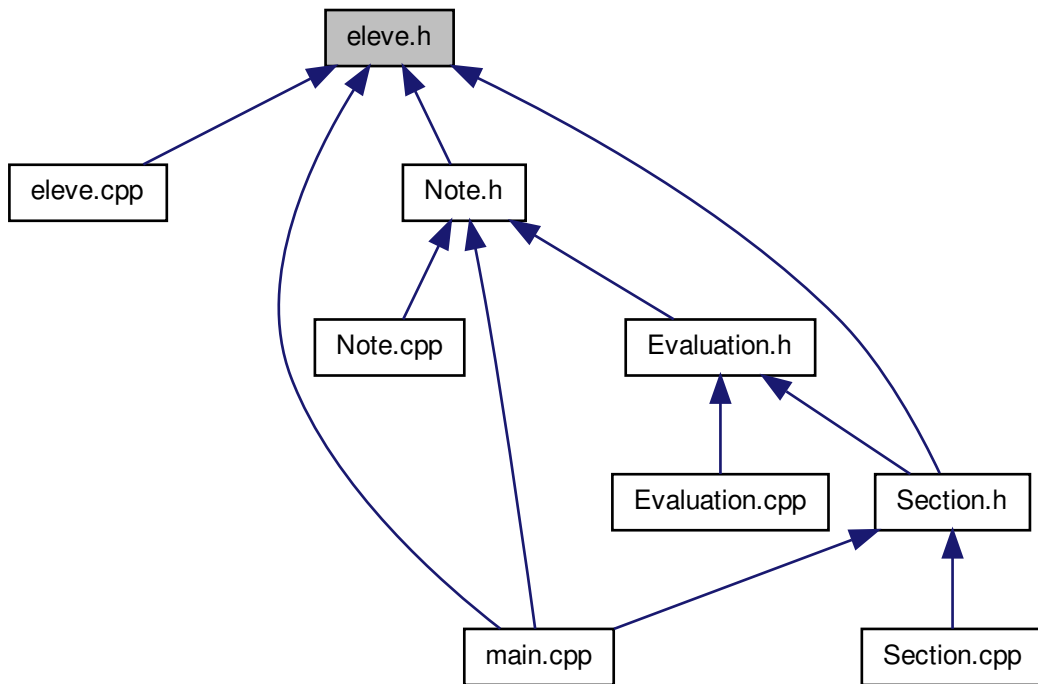 eleve.h
eleve.cpp
Note.h
Note.cpp
Evaluation.h
Evaluation.cpp
Section.h
main.cpp
Section.cpp